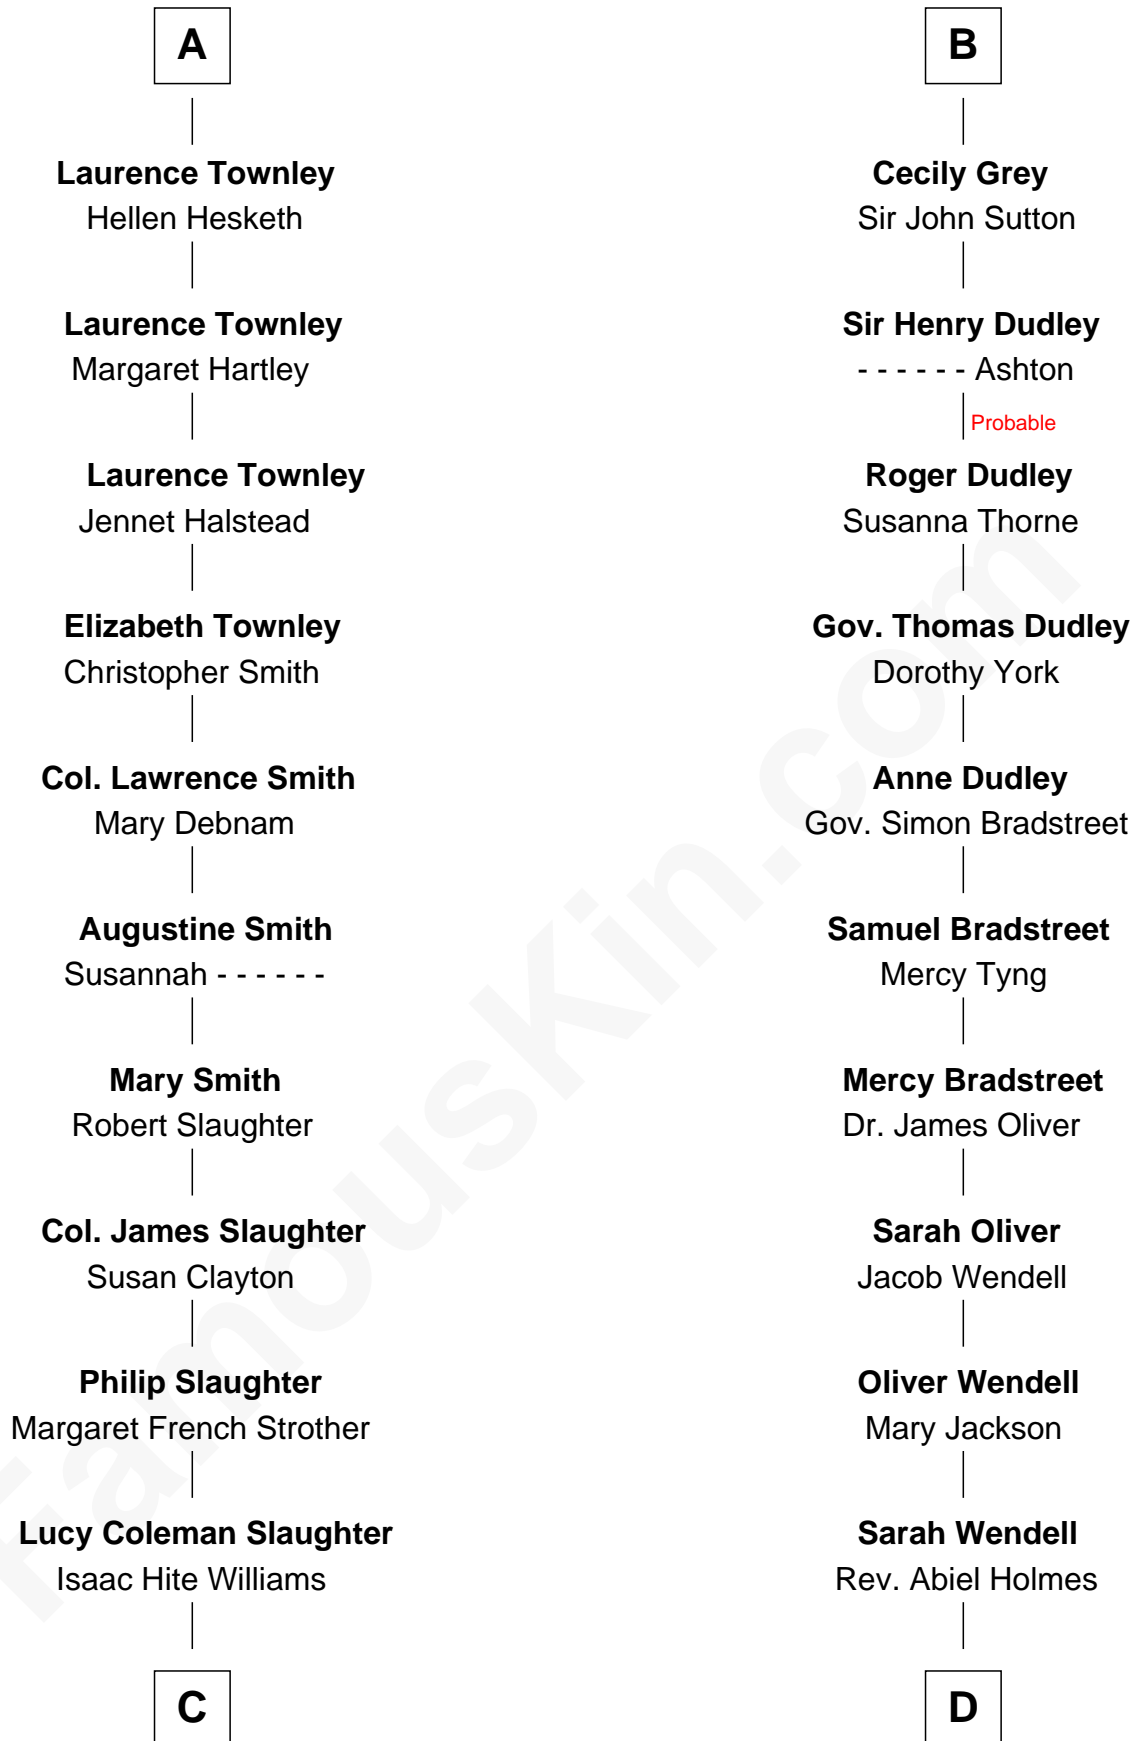 A
Laurence Townley
Hellen Hesketh
Laurence Townley
Margaret Hartley
Laurence Townley
Jennet Halstead
Elizabeth Townley
Christopher Smith
Col. Lawrence Smith
Mary Debnam
Augustine Smith
Susannah - - - - - -
Mary Smith
Robert Slaughter
Col. James Slaughter
Susan Clayton
Philip Slaughter
Margaret French Strother
Lucy Coleman Slaughter
Isaac Hite Williams
C
B
Cecily Grey
Sir John Sutton
Sir Henry Dudley
- - - - - - Ashton
Probable
Roger Dudley
Susanna Thorne
Gov. Thomas Dudley
Dorothy York
Anne Dudley
Gov. Simon Bradstreet
Samuel Bradstreet
Mercy Tyng
Mercy Bradstreet
Dr. James Oliver
Sarah Oliver
Jacob Wendell
Oliver Wendell
Mary Jackson
Sarah Wendell
Rev. Abiel Holmes
D
FamousKin.com